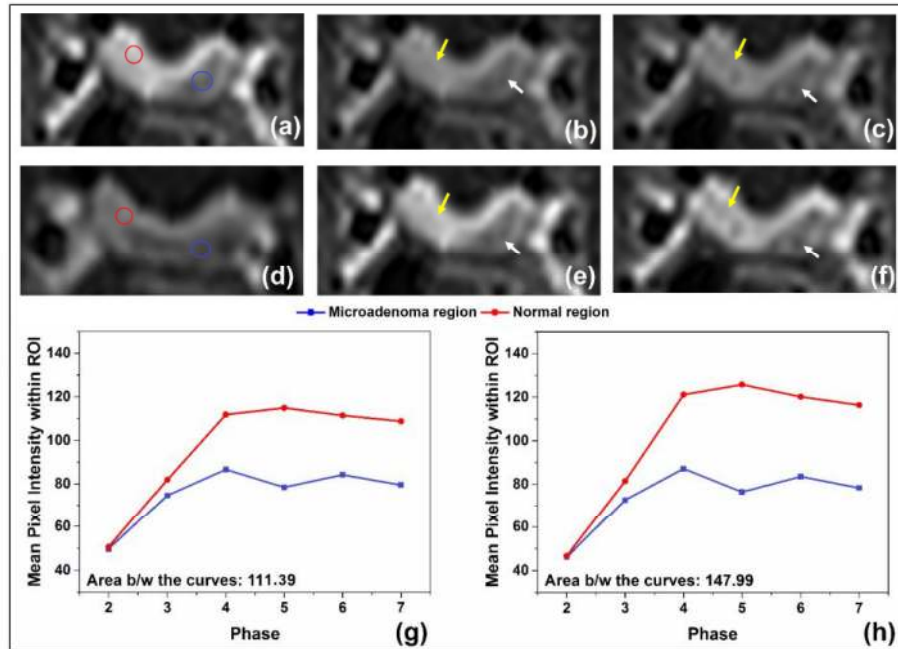 (a)
(b)
(c)
(d)
(e)
(f)
Microadenoma region Normal region
Mean Pixel Intensity within ROI
140
120
100
80
60
40
Area b/w the curves: 111.39
2 3 4 5 6 7
Phase
(g)
Mean Pixel Intensity within ROI
140
120
100
80
60
40
Area b/w the curves: 147.99
2 3 4 5 6 7
Phase
(h)